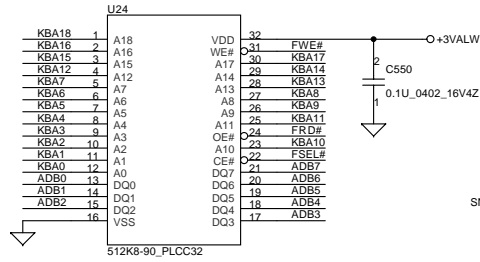 U24
KBA18 1 A18 VDD 32 +3VALW
KBA16 2 A16 WE# 31 FWE#
KBA15 3 A15 A17 30 KBA17
KBA12 4 A12 A14 29 KBA14
KBA7 5 A7 A13 28 KBA13
KBA6 6 A6 A8 27 KBA8
KBA5 7 A5 A9 26 KBA9
KBA4 8 A4 A11 25 KBA11
KBA3 9 A3 OE# 24 FRD#
KBA2 10 A2 A10 23 KBA10
KBA1 11 A1 CE# 22 FSEL#
KBA0 12 A0 DQ7 21 ADB7
ADB0 13 DQ0 DQ6 20 ADB6
ADB1 14 DQ1 DQ5 19 ADB5
ADB2 15 DQ2 DQ4 18 ADB4
16 VSS DQ3 17 ADB3
512K8-90_PLCC32
2
C550
0.1U_0402_16V4Z
1